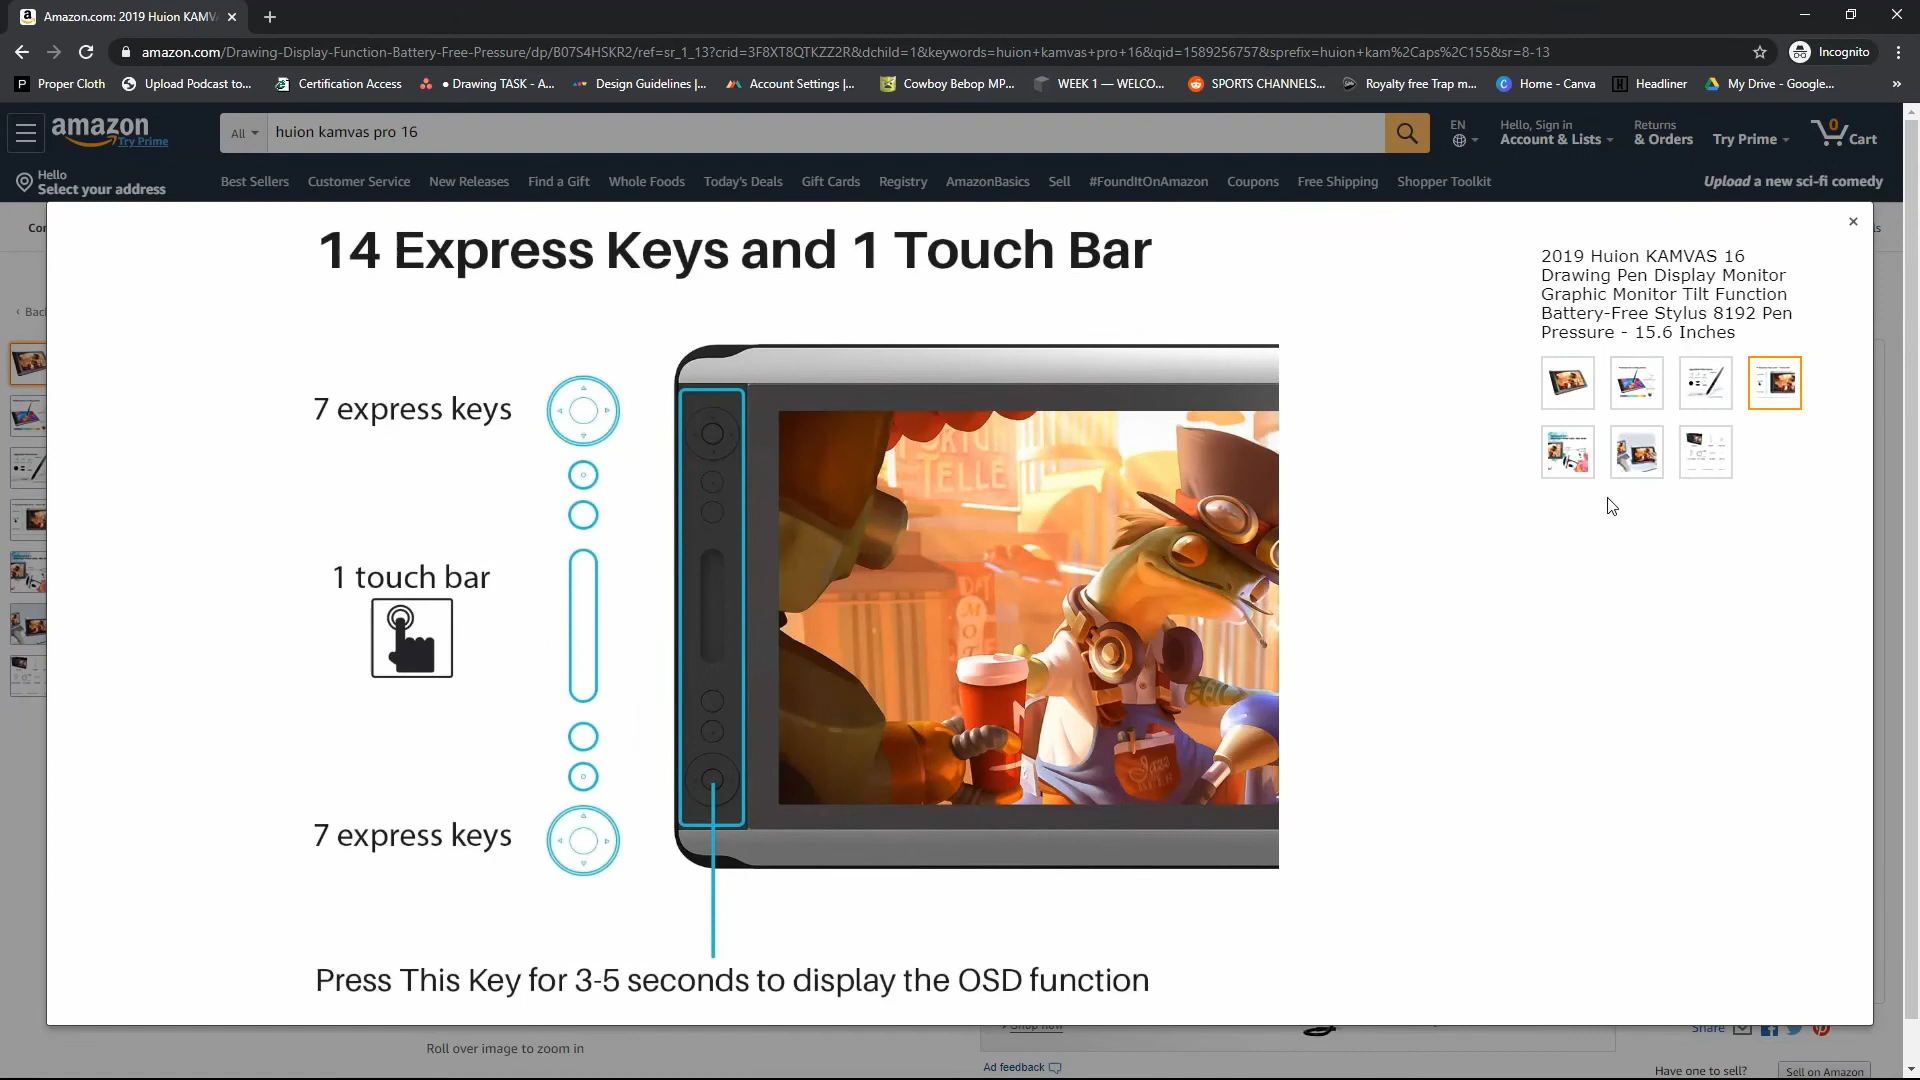 Amazon.com: 2019 Huion KAMV
amazon.com/Drawing-Display-Function-Battery-Free-Pressure/dp/B07S4HSKR2/ref=sr_1_13?crid=3F8XT8QTKZZ2R&dchild=1&keywords=huion+kamvas+pro+16&qid=1589256757&sprefix=huion+kam%2Caps%2C155&sr=8-13
Incognito
Proper Cloth
Upload Podcast to...
Certification Access
● Drawing TASK - A...
Design Guidelines |...
Account Settings |...
Cowboy Bebop MP...
WEEK 1 — WELCO...
SPORTS CHANNELS...
Royalty free Trap m...
Home - Canva
Headliner
My Drive - Google...
»
amazon
Try Prime
All
huion kamvas pro 16
EN
Hello, Sign in
Account & Lists
Returns
& Orders
Try Prime
0
Cart
Hello
Select your address
Best Sellers
Customer Service
New Releases
Find a Gift
Whole Foods
Today's Deals
Gift Cards
Registry
AmazonBasics
Sell
#FoundItOnAmazon
Coupons
Free Shipping
Shopper Toolkit
Upload a new sci-fi comedy
14 Express Keys and 1 Touch Bar
2019 Huion KAMVAS 16
Drawing Pen Display Monitor
Graphic Monitor Tilt Function
Battery-Free Stylus 8192 Pen
Pressure - 15.6 Inches
‹ Back
7 express keys
1 touch bar
7 express keys
TELLE
Jazz
Press This Key for 3-5 seconds to display the OSD function
Shop now
Share
Roll over image to zoom in
Ad feedback
Have one to sell?
Sell on Amazon